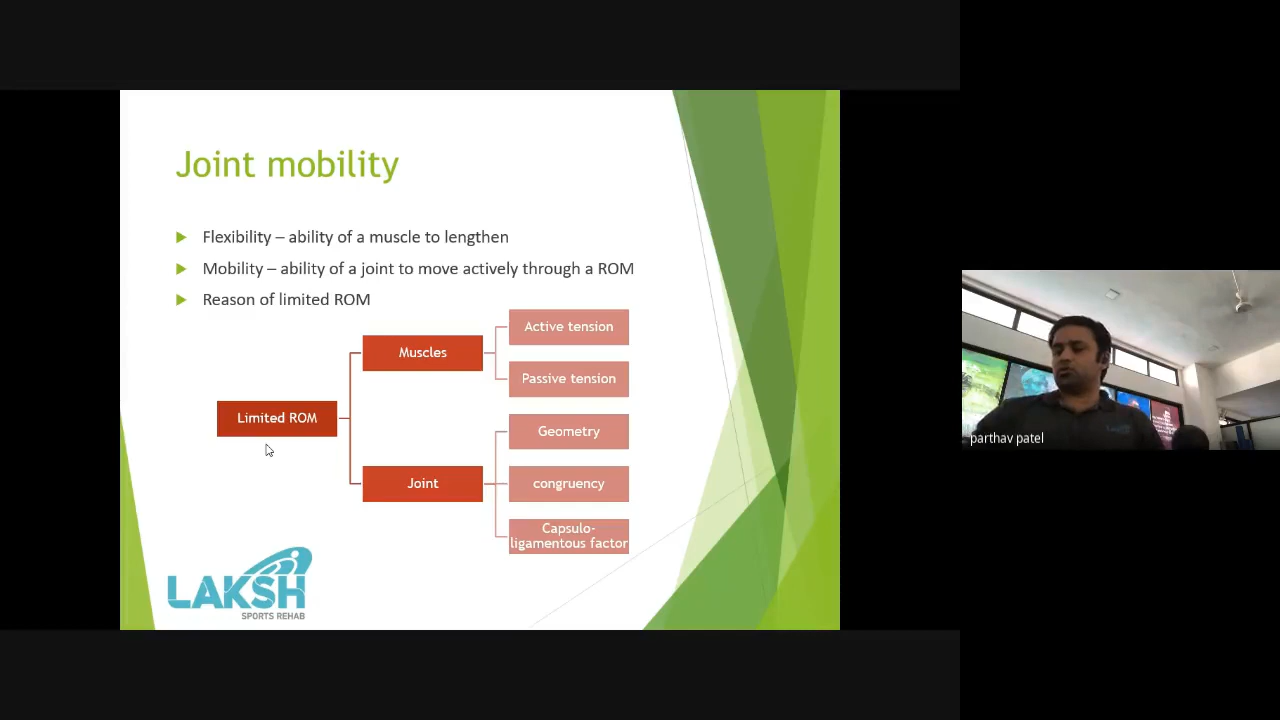 Joint mobility
Flexibility – ability of a muscle to lengthen
Mobility – ability of a joint to move actively through a ROM
Reason of limited ROM
Limited ROM
Muscles
Active tension
Passive tension
Joint
Geometry
congruency
Capsulo-
ligamentous factor
LAKSH
SPORTS REHAB
parthav patel